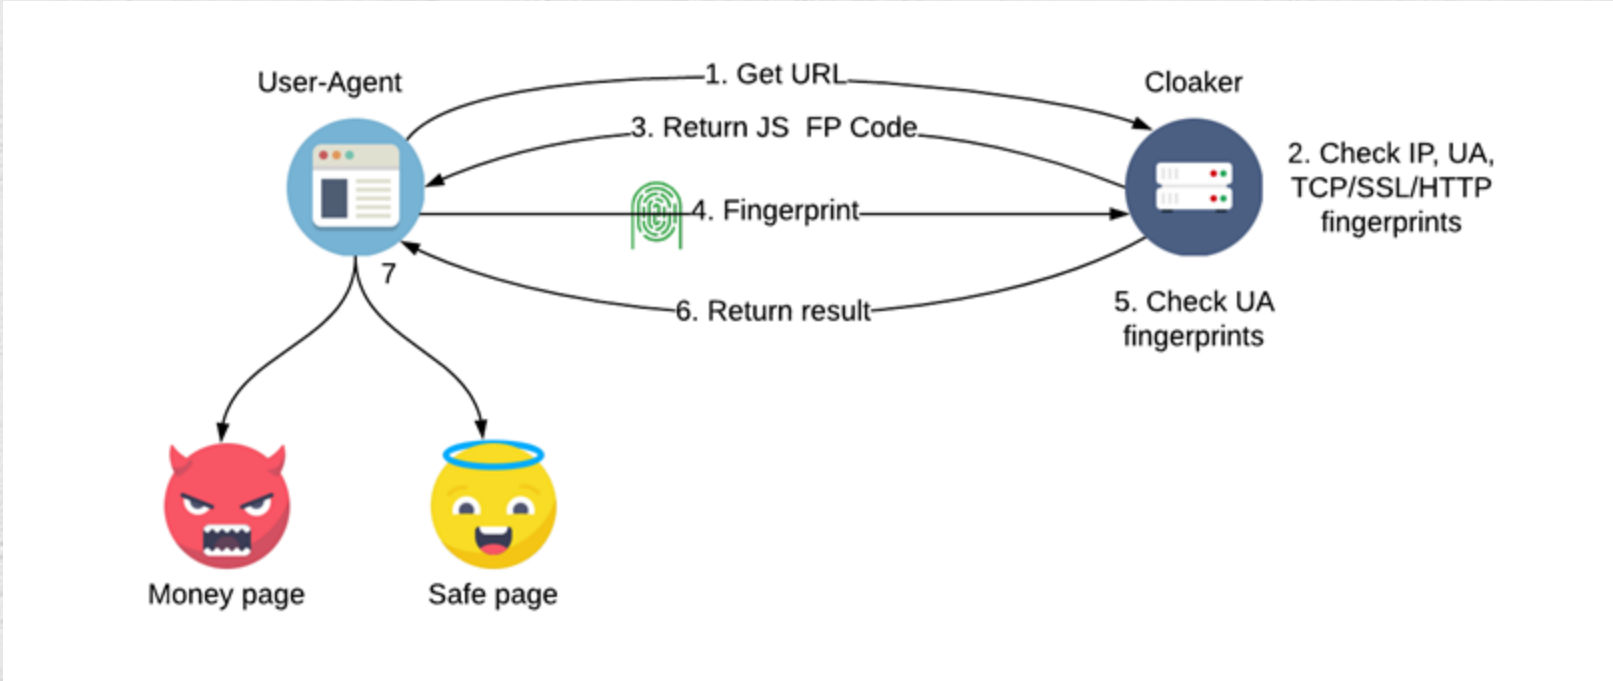 User-Agent
1. Get URL
Cloaker
3. Return JS FP Code
2. Check IP, UA,
TCP/SSL/HTTP
fingerprints
4. Fingerprint
7
6. Return result
5. Check UA
fingerprints
Money page
Safe page